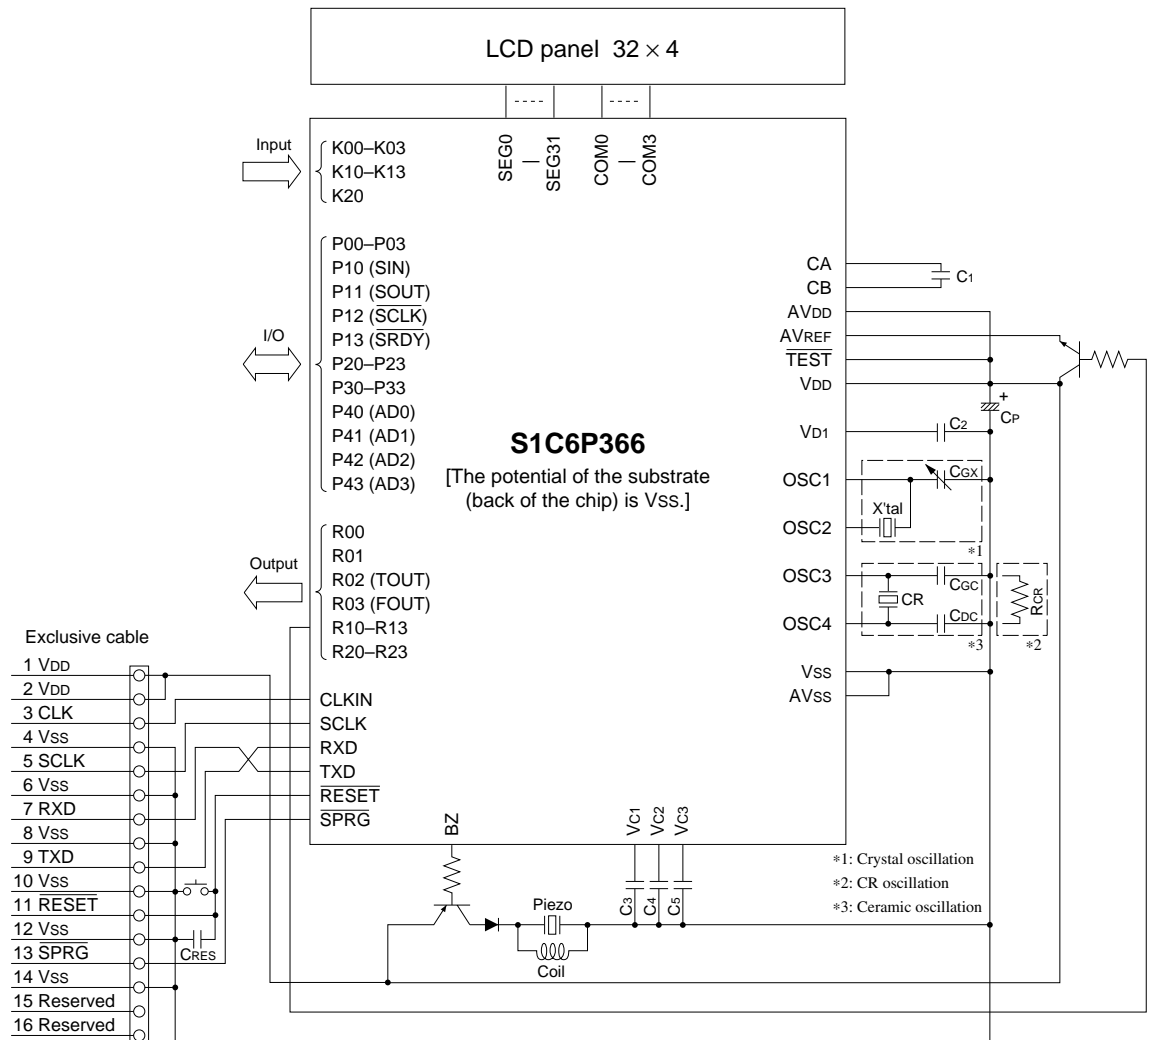 LCD panel 32 × 4
SEG0
SEG31
COM0
COM3
Input
K00–K03
K10–K13
K20
I/O
P00–P03
P10 (SIN)
P11 (SOUT)
P12 (SCLK)
P13 (SRDY)
P20–P23
P30–P33
P40 (AD0)
P41 (AD1)
P42 (AD2)
P43 (AD3)
Output
R00
R01
R02 (TOUT)
R03 (FOUT)
R10–R13
R20–R23
CLKIN
SCLK
RXD
TXD
RESET
SPRG
S1C6P366
[The potential of the substrate
(back of the chip) is VSS.]
CA
CB
C1
AVDD
AVREF
TEST
VDD
+
CP
VD1
C2
OSC1
CGX
X'tal
OSC2
*1
OSC3
CGC
CR
OSC4
CDC
*3
RCR
*2
VSS
AVSS
BZ
VC1
VC2
VC3
C3
C4
C5
Piezo
Coil
*1: Crystal oscillation
*2: CR oscillation
*3: Ceramic oscillation
Exclusive cable
1 VDD
2 VDD
3 CLK
4 VSS
5 SCLK
6 VSS
7 RXD
8 VSS
9 TXD
10 VSS
11 RESET
12 VSS
13 SPRG
14 VSS
15 Reserved
16 Reserved
CRES